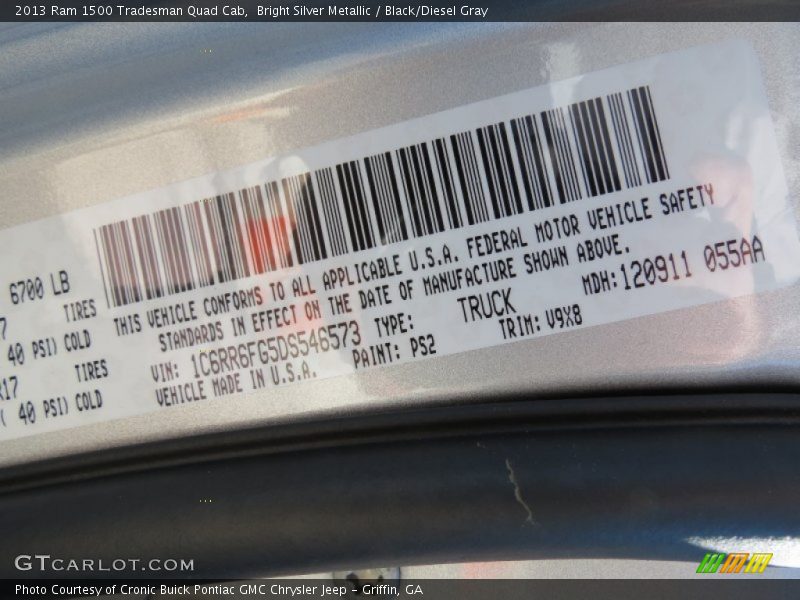 2013 Ram 1500 Tradesman Quad Cab,  Bright Silver Metallic / Black/Diesel Gray
6700 LB
7 TIRES
40 PSI) COLD
R17 TIRES
( 40 PSI) COLD
THIS VEHICLE CONFORMS TO ALL APPLICABLE U.S.A. FEDERAL MOTOR VEHICLE SAFETY
STANDARDS IN EFFECT ON THE DATE OF MANUFACTURE SHOWN ABOVE.
VIN: 1C6RR6FG5DS546573 TYPE: TRUCK MDH:120911 055AA
VEHICLE MADE IN U.S.A. PAINT: PS2 TRIM: V9X8
GTCARLOT.COM
Photo Courtesy of Cronic Buick Pontiac GMC Chrysler Jeep – Griffin, GA